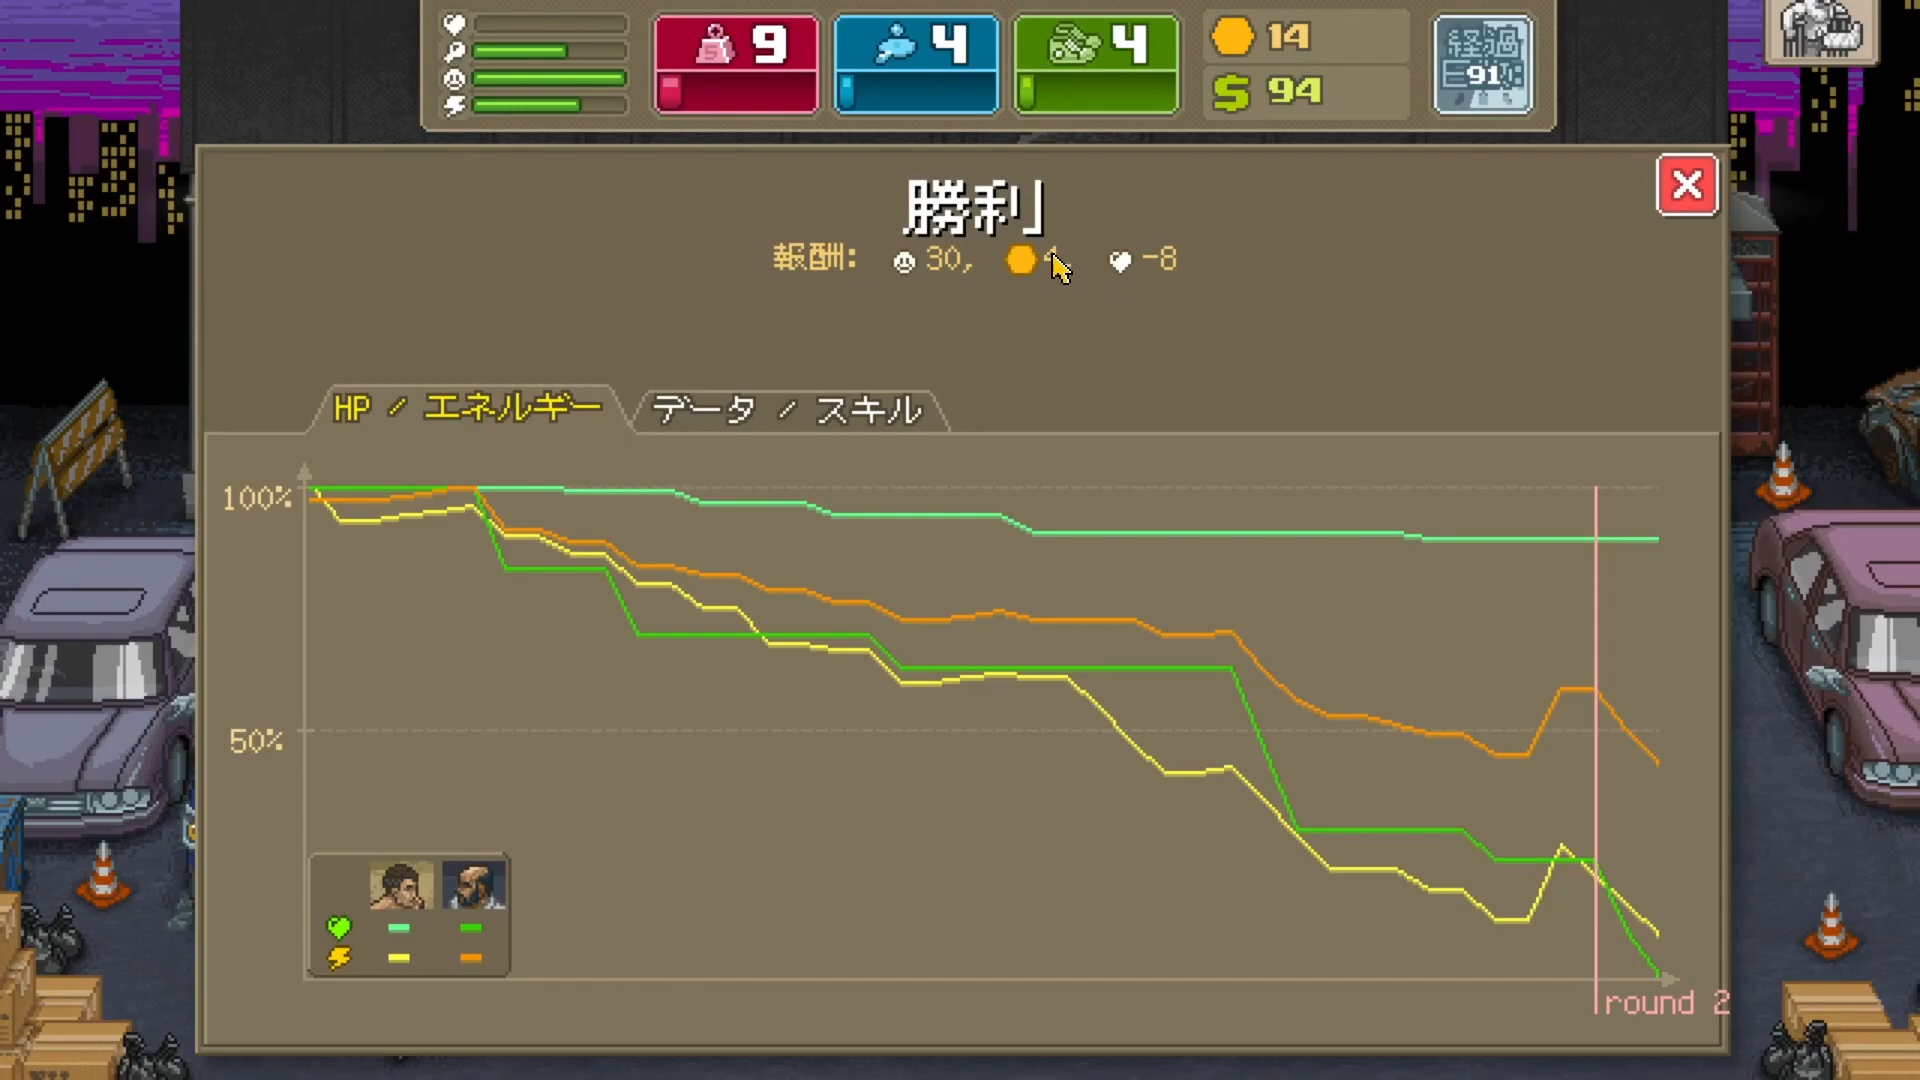 9
4
4
14
$ 94
経過
91
日
勝利
報酬: 30, -8
HP / エネルギー
データ / スキル
100%
50%
round 2